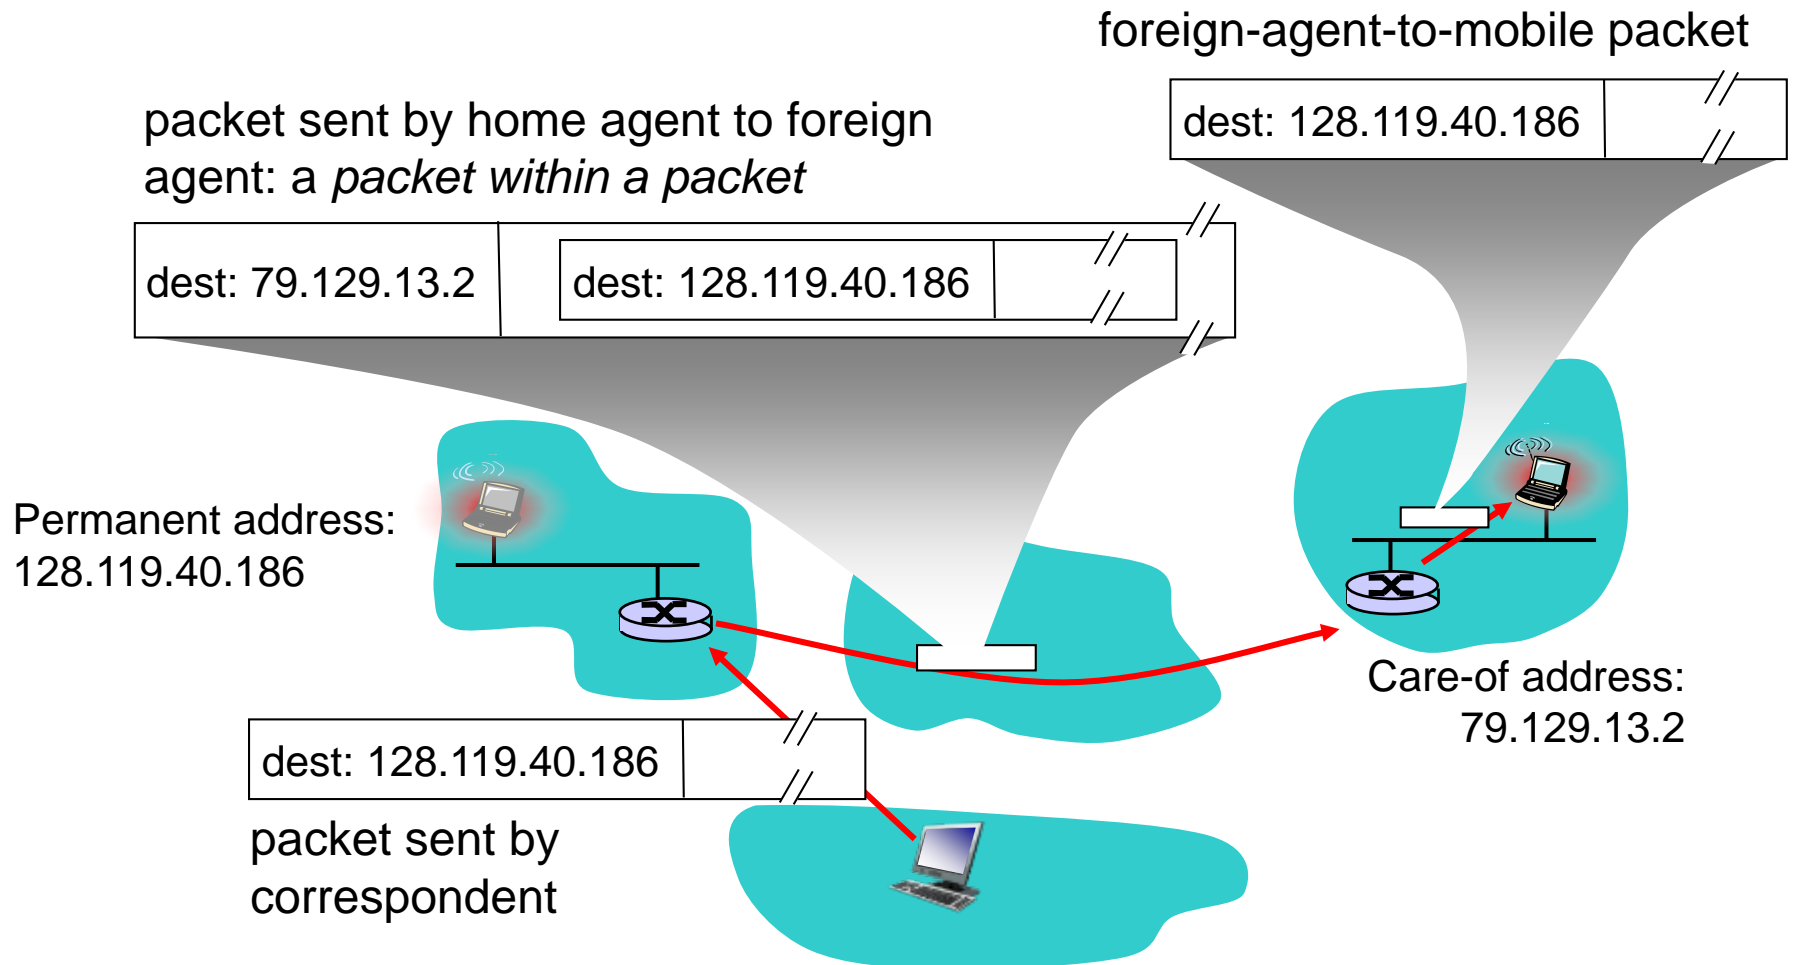 foreign-agent-to-mobile packet
dest: 128.119.40.186
packet sent by home agent to foreign
agent: a packet within a packet
dest: 79.129.13.2
dest: 128.119.40.186
Permanent address:
128.119.40.186
Care-of address:
79.129.13.2
dest: 128.119.40.186
packet sent by
correspondent